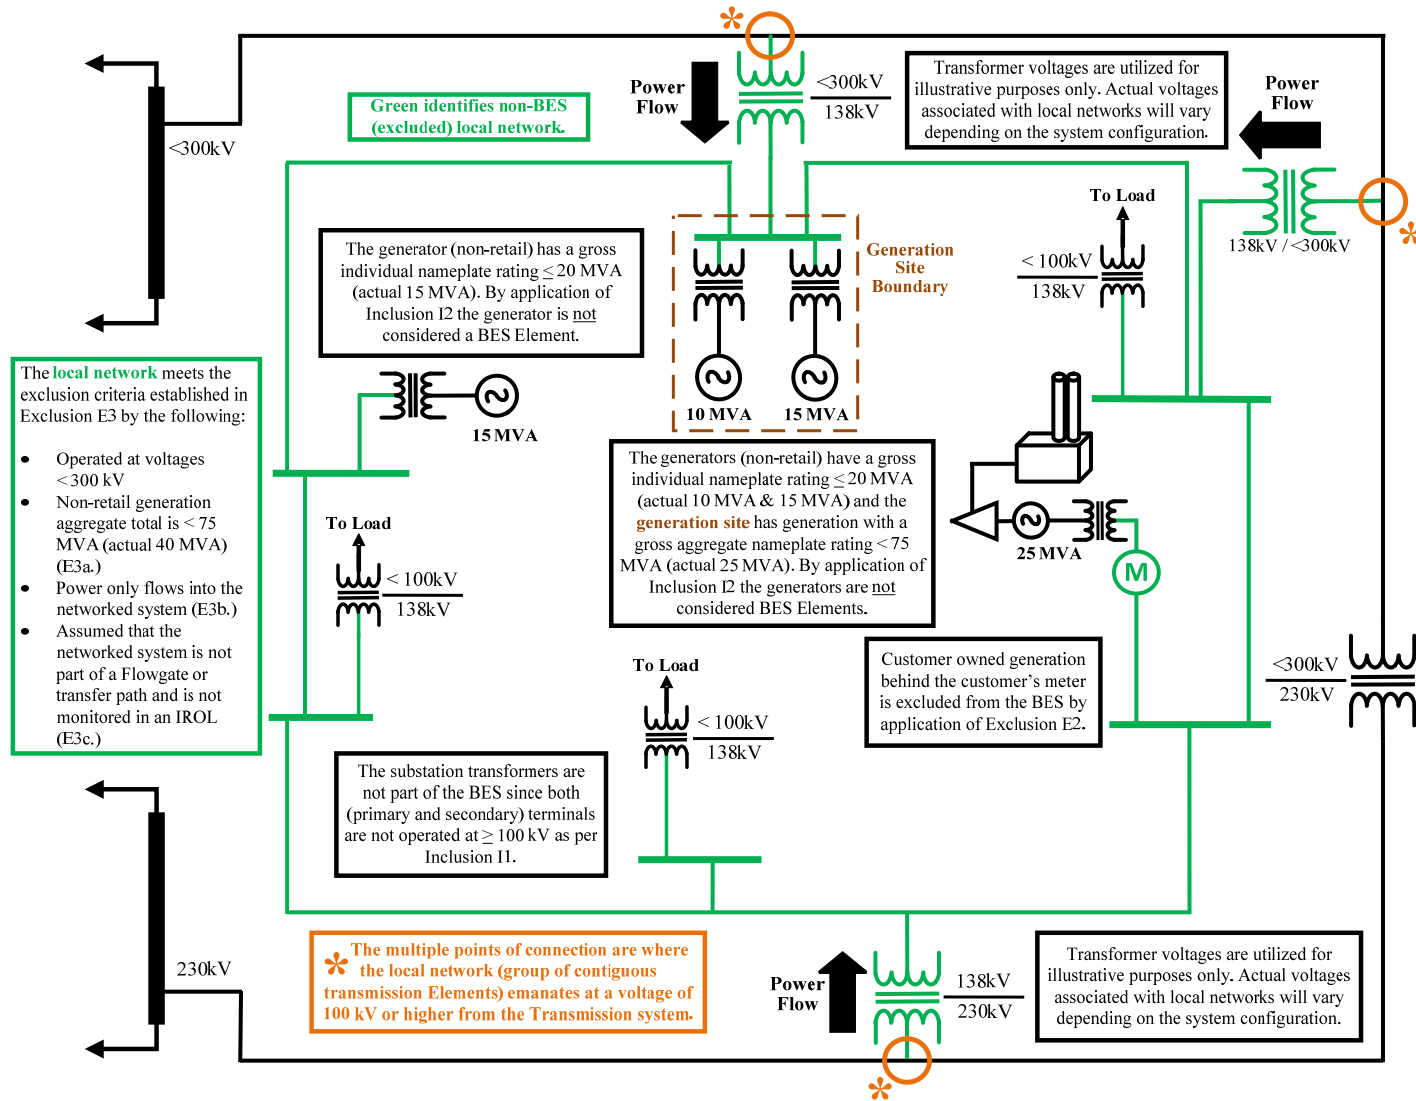 *
Power
Flow
<300kV
138kV
Transformer voltages are utilized for
illustrative purposes only. Actual voltages
associated with local networks will vary
depending on the system configuration.
Power
Flow
Green identifies non-BES
(excluded) local network.
<300kV
To Load
*
138kV / <300kV
The generator (non-retail) has a gross
individual nameplate rating ≤ 20 MVA
(actual 15 MVA). By application of
Inclusion I2 the generator is not
considered a BES Element.
Generation
Site
Boundary
< 100kV
138kV
10 MVA
15 MVA
15 MVA
The local network meets the
exclusion criteria established in
Exclusion E3 by the following:
• Operated at voltages
< 300 kV
• Non-retail generation
aggregate total is < 75
MVA (actual 40 MVA)
(E3a.)
• Power only flows into the
networked system (E3b.)
• Assumed that the
networked system is not
part of a Flowgate or
transfer path and is not
monitored in an IROL
(E3c.)
The generators (non-retail) have a gross
individual nameplate rating ≤ 20 MVA
(actual 10 MVA & 15 MVA) and the
generation site has generation with a
gross aggregate nameplate rating < 75
MVA (actual 25 MVA). By application of
Inclusion I2 the generators are not
considered BES Elements.
25 MVA
M
To Load
< 100kV
138kV
To Load
< 100kV
138kV
Customer owned generation
behind the customer’s meter
is excluded from the BES by
application of Exclusion E2.
<300kV
230kV
The substation transformers are
not part of the BES since both
(primary and secondary) terminals
are not operated at ≥ 100 kV as per
Inclusion I1.
230kV
* The multiple points of connection are where
the local network (group of contiguous
transmission Elements) emanates at a voltage of
100 kV or higher from the Transmission system.
Power
Flow
138kV
230kV
Transformer voltages are utilized for
illustrative purposes only. Actual voltages
associated with local networks will vary
depending on the system configuration.
*